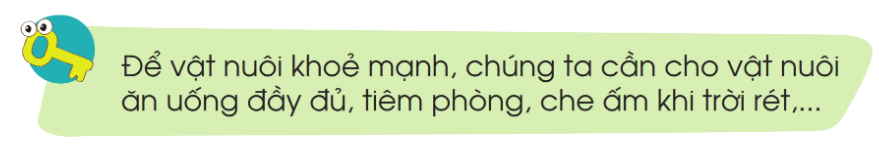 Để vật nuôi khoẻ mạnh, chúng ta cần cho vật nuôi
ăn uống đầy đủ, tiêm phòng, che ấm khi trời rét,...